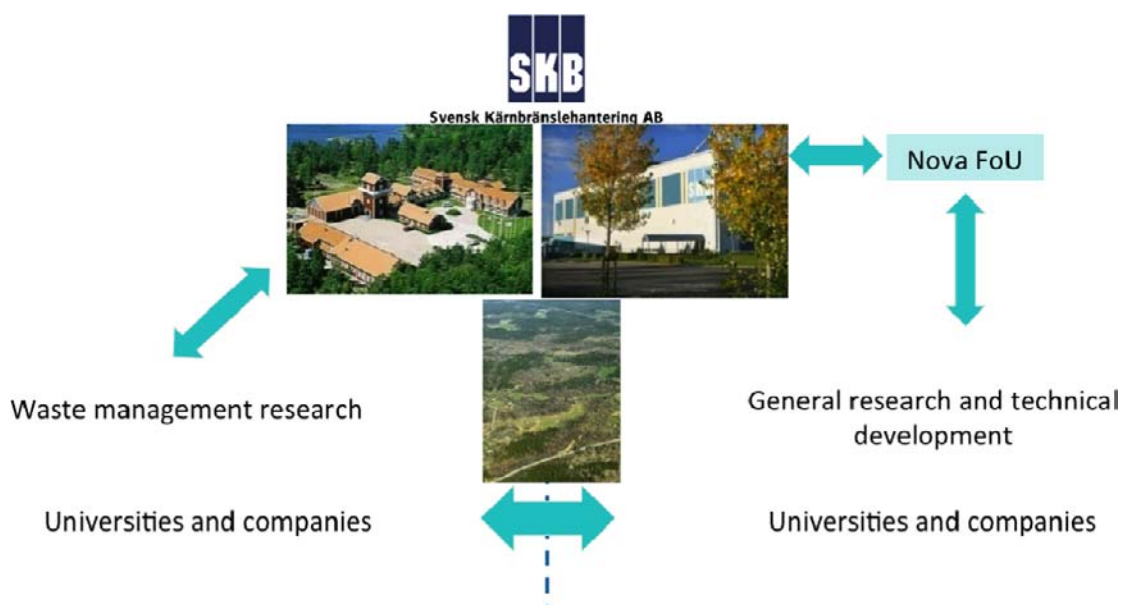 SKB
Svensk Kärnbränslehantering AB
Nova FoU
Waste management research
General research and technical
development
Universities and companies
Universities and companies